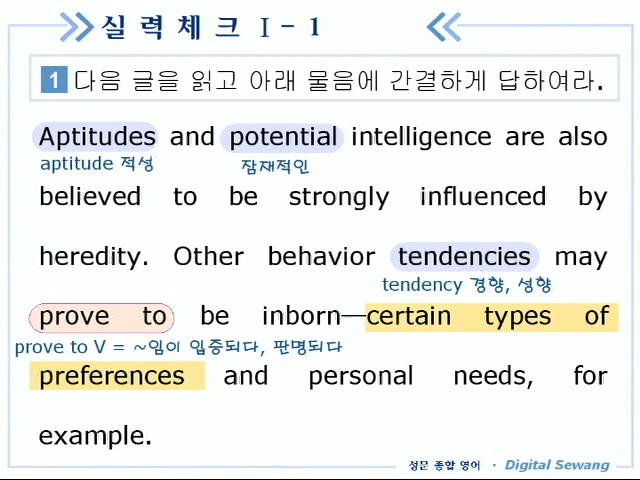 실력체크 I - 1
1 다음 글을 읽고 아래 물음에 간결하게 답하여라.
Aptitudes and potential intelligence are also
aptitude 적성 잠재적인
believed to be strongly influenced by
heredity. Other behavior tendencies may
tendency 경향, 성향
prove to be inborn—certain types of
prove to V = ~임이 입증되다, 판명되다
preferences and personal needs, for
example.
성문 종합 영어 · Digital Sewang